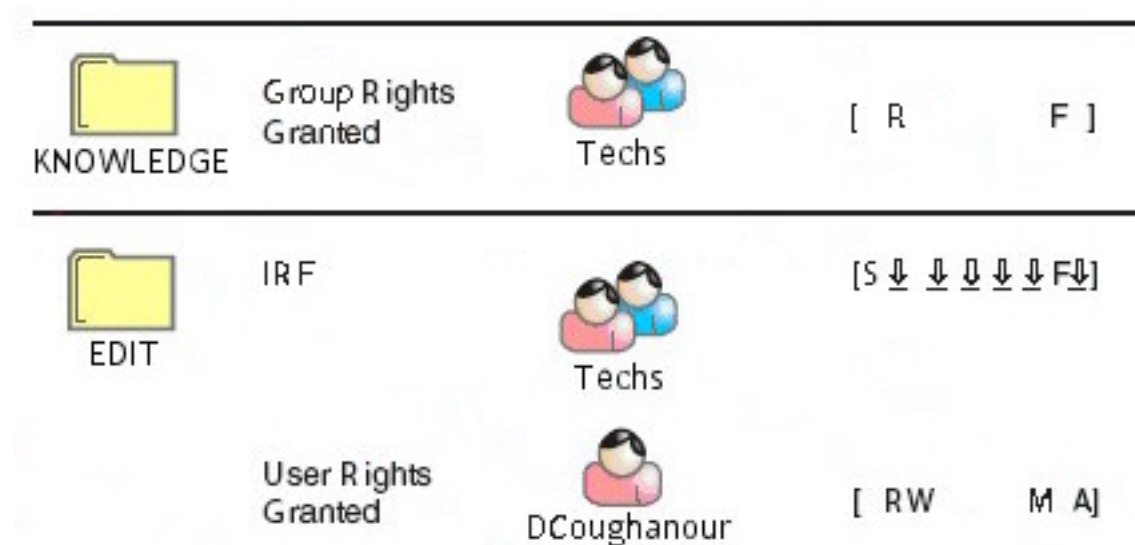 KNOWLEDGE
Group Rights
Granted
Techs
[ R F ]
EDIT
IRF
Techs
[S ⇩ ⇩ ⇩ ⇩ ⇩ F⇩]
User Rights
Granted
DCoughanour
[ RW M A]